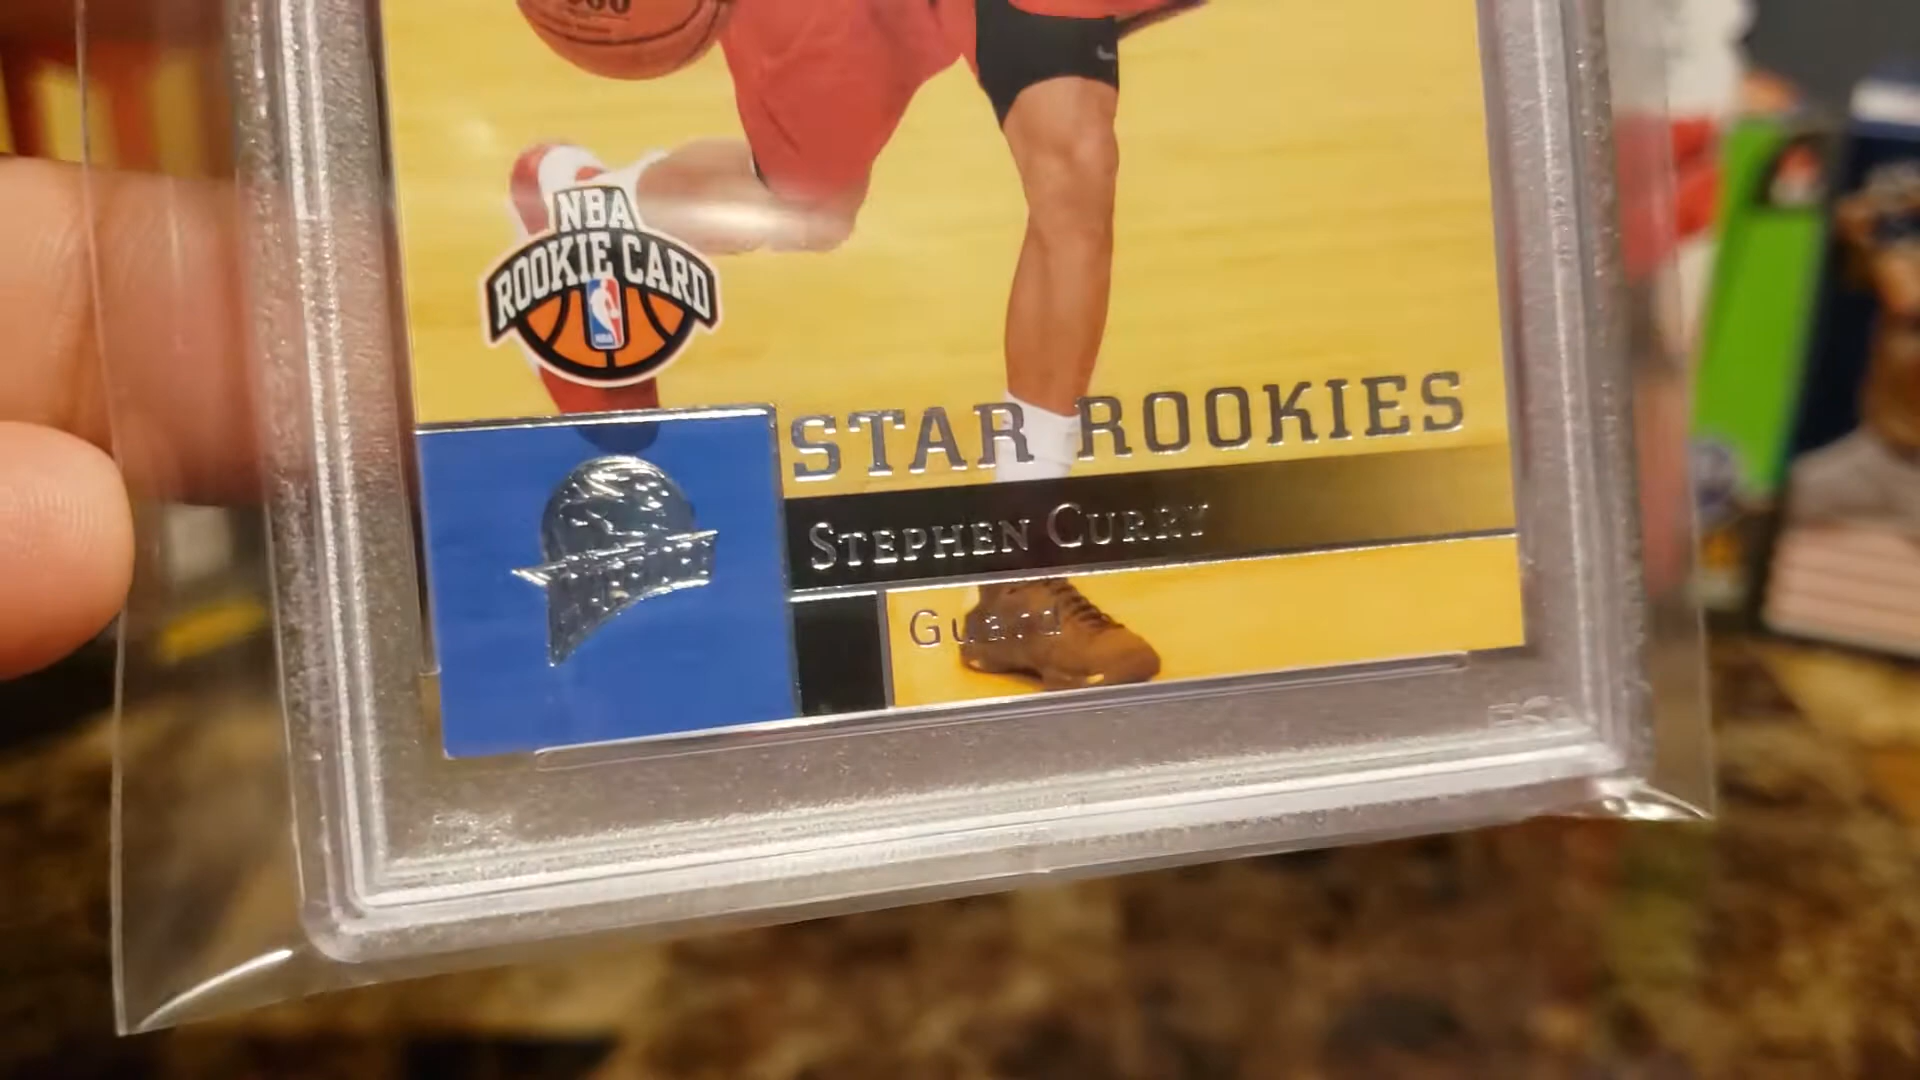 NBA
ROOKIE CARD
STAR ROOKIES
STEPHEN CURRY
Guard